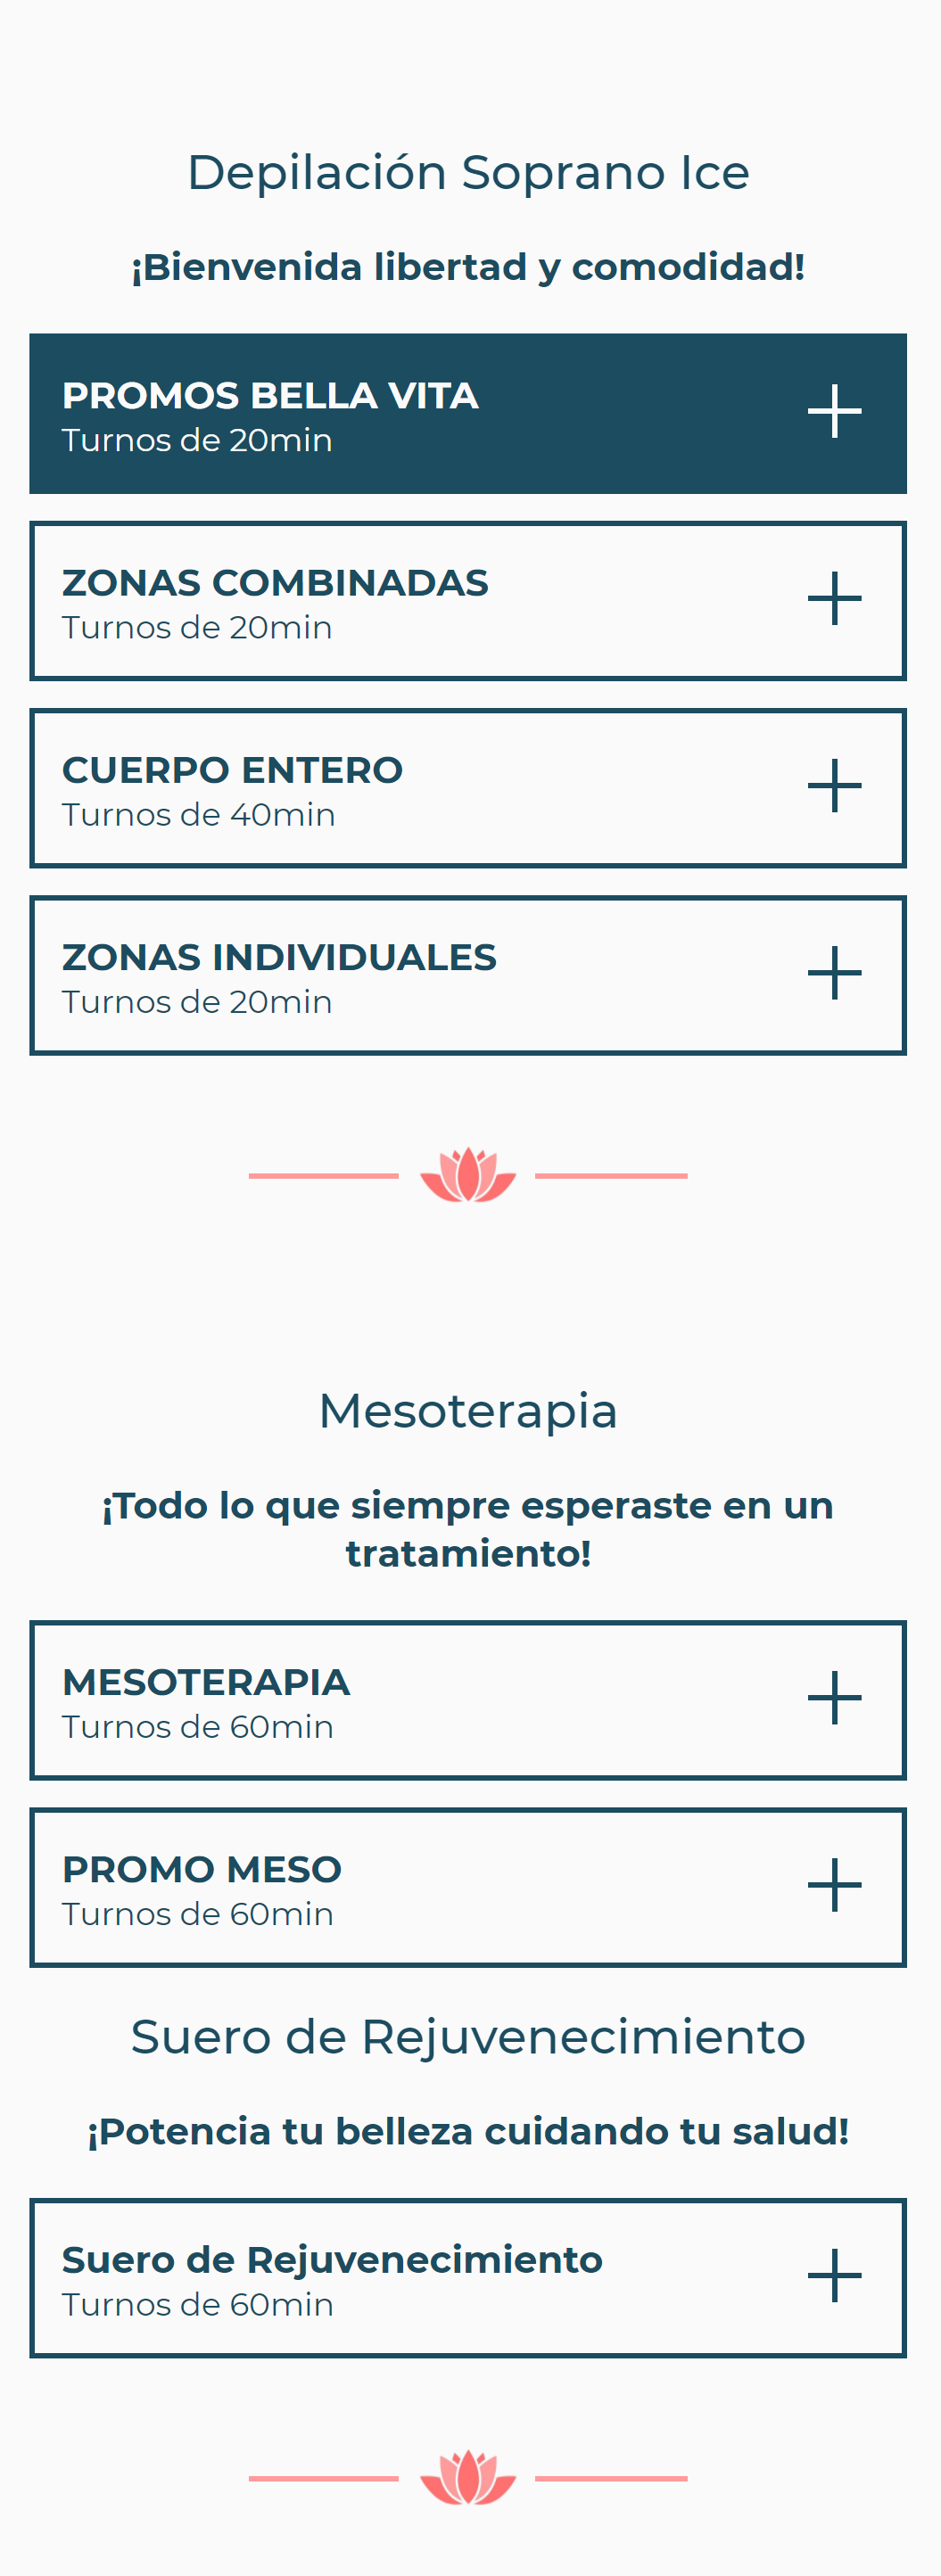 Depilación Soprano Ice
¡Bienvenida libertad y comodidad!
PROMOS BELLA VITA
Turnos de 20min
ZONAS COMBINADAS
Turnos de 20min
CUERPO ENTERO
Turnos de 40min
ZONAS INDIVIDUALES
Turnos de 20min
Mesoterapia
¡Todo lo que siempre esperaste en un
tratamiento!
MESOTERAPIA
Turnos de 60min
PROMO MESO
Turnos de 60min
Suero de Rejuvenecimiento
¡Potencia tu belleza cuidando tu salud!
Suero de Rejuvenecimiento
Turnos de 60min